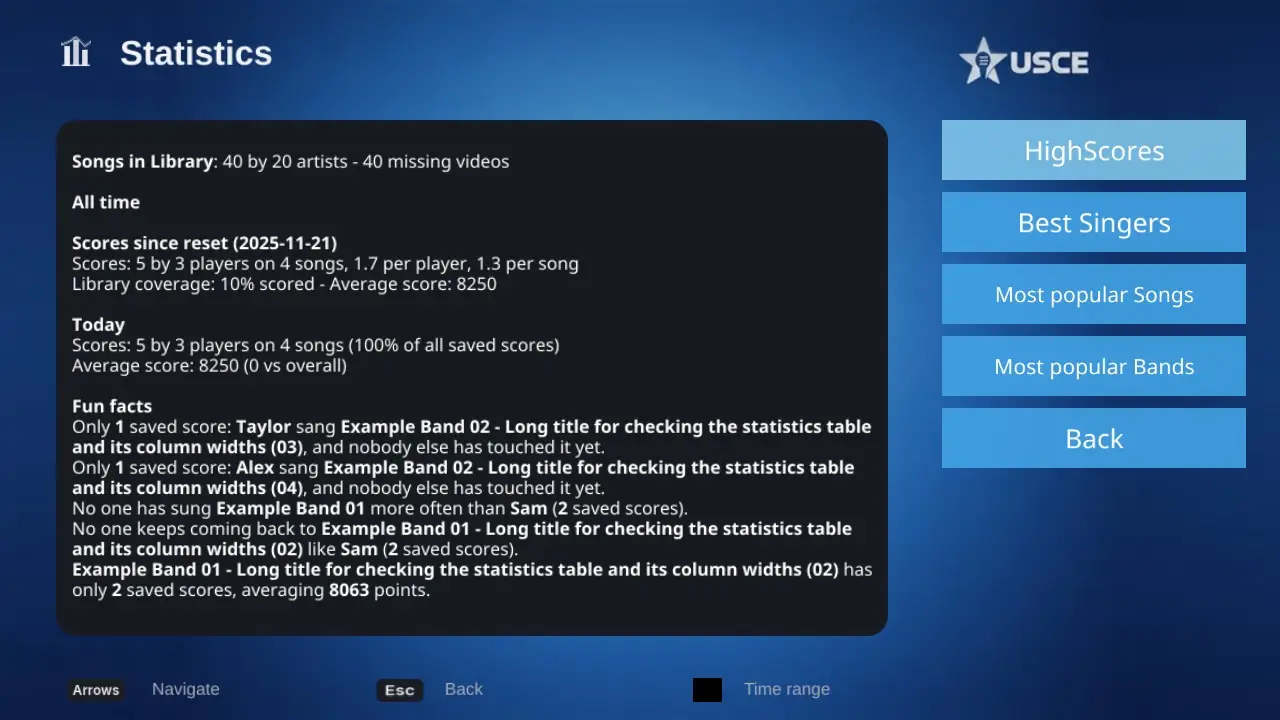 Statistics
USCE
Songs in Library: 40 by 20 artists - 40 missing videos
All time
Scores since reset (2025-11-21)
Scores: 5 by 3 players on 4 songs, 1.7 per player, 1.3 per song
Library coverage: 10% scored - Average score: 8250
Today
Scores: 5 by 3 players on 4 songs (100% of all saved scores)
Average score: 8250 (0 vs overall)
Fun facts
Only 1 saved score: Taylor sang Example Band 02 - Long title for checking the statistics table
and its column widths (03), and nobody else has touched it yet.
Only 1 saved score: Alex sang Example Band 02 - Long title for checking the statistics table
and its column widths (04), and nobody else has touched it yet.
No one has sung Example Band 01 more often than Sam (2 saved scores).
No one keeps coming back to Example Band 01 - Long title for checking the statistics table
and its column widths (02) like Sam (2 saved scores).
Example Band 01 - Long title for checking the statistics table and its column widths (02) has
only 2 saved scores, averaging 8063 points.
HighScores
Best Singers
Most popular Songs
Most popular Bands
Back
Arrows Navigate
Esc Back
Time range